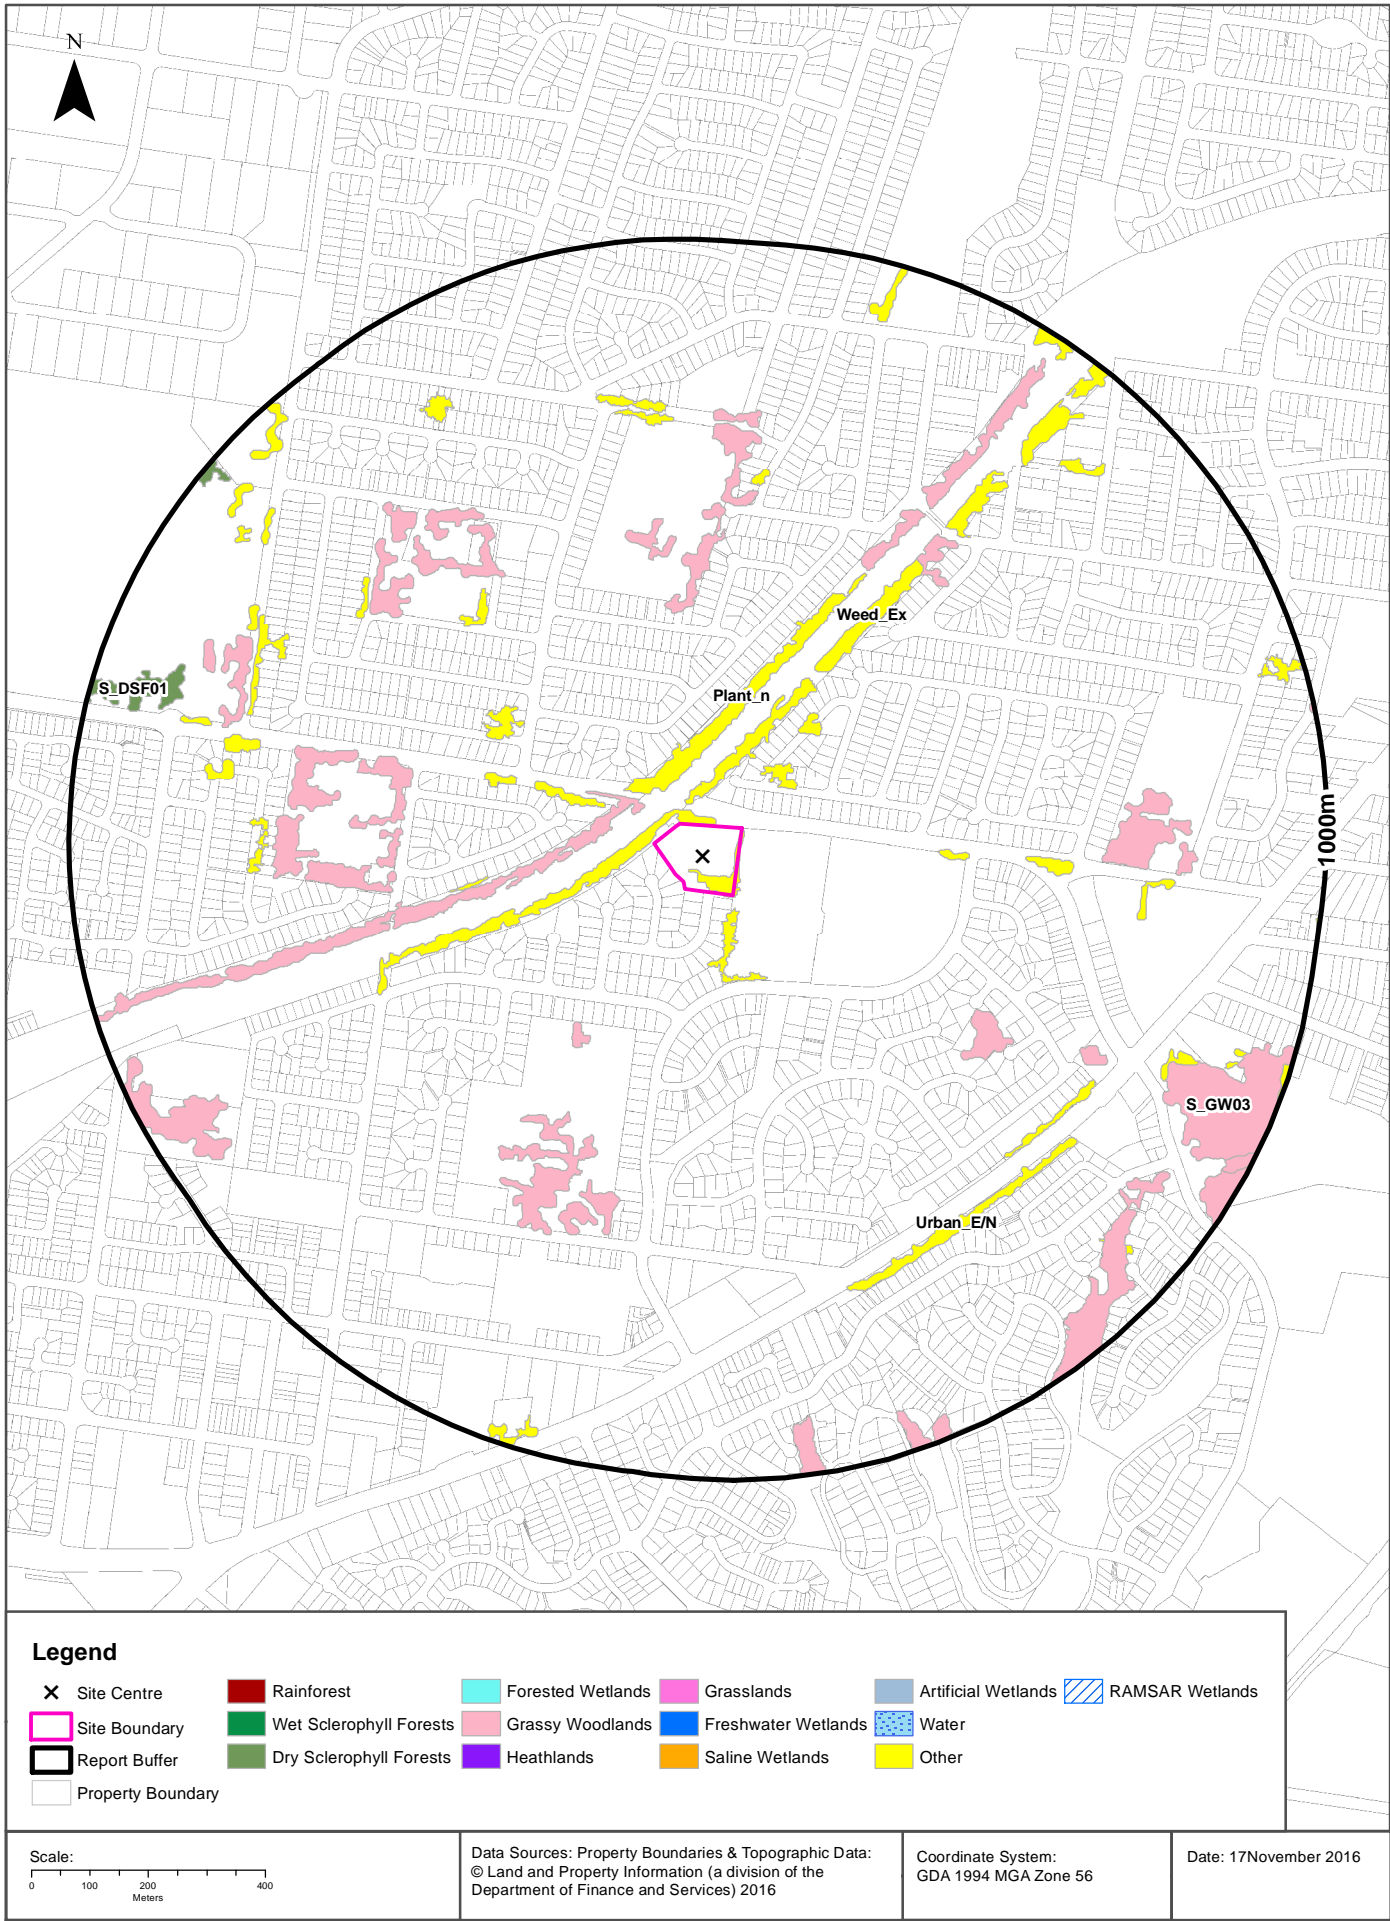 N
Weed_Ex
Plant_n
S_DSF01
1000m
S_GW03
Urban_E/N
Legend
Site Centre
Site Boundary
Report Buffer
Property Boundary
Rainforest
Wet Sclerophyll Forests
Dry Sclerophyll Forests
Forested Wetlands
Grassy Woodlands
Heathlands
Grasslands
Freshwater Wetlands
Saline Wetlands
Artificial Wetlands
Water
Other
RAMSAR Wetlands
Scale:
0 100 200 400
Meters
Data Sources: Property Boundaries & Topographic Data:
© Land and Property Information (a division of the
Department of Finance and Services) 2016
Coordinate System:
GDA 1994 MGA Zone 56
Date: 17November 2016